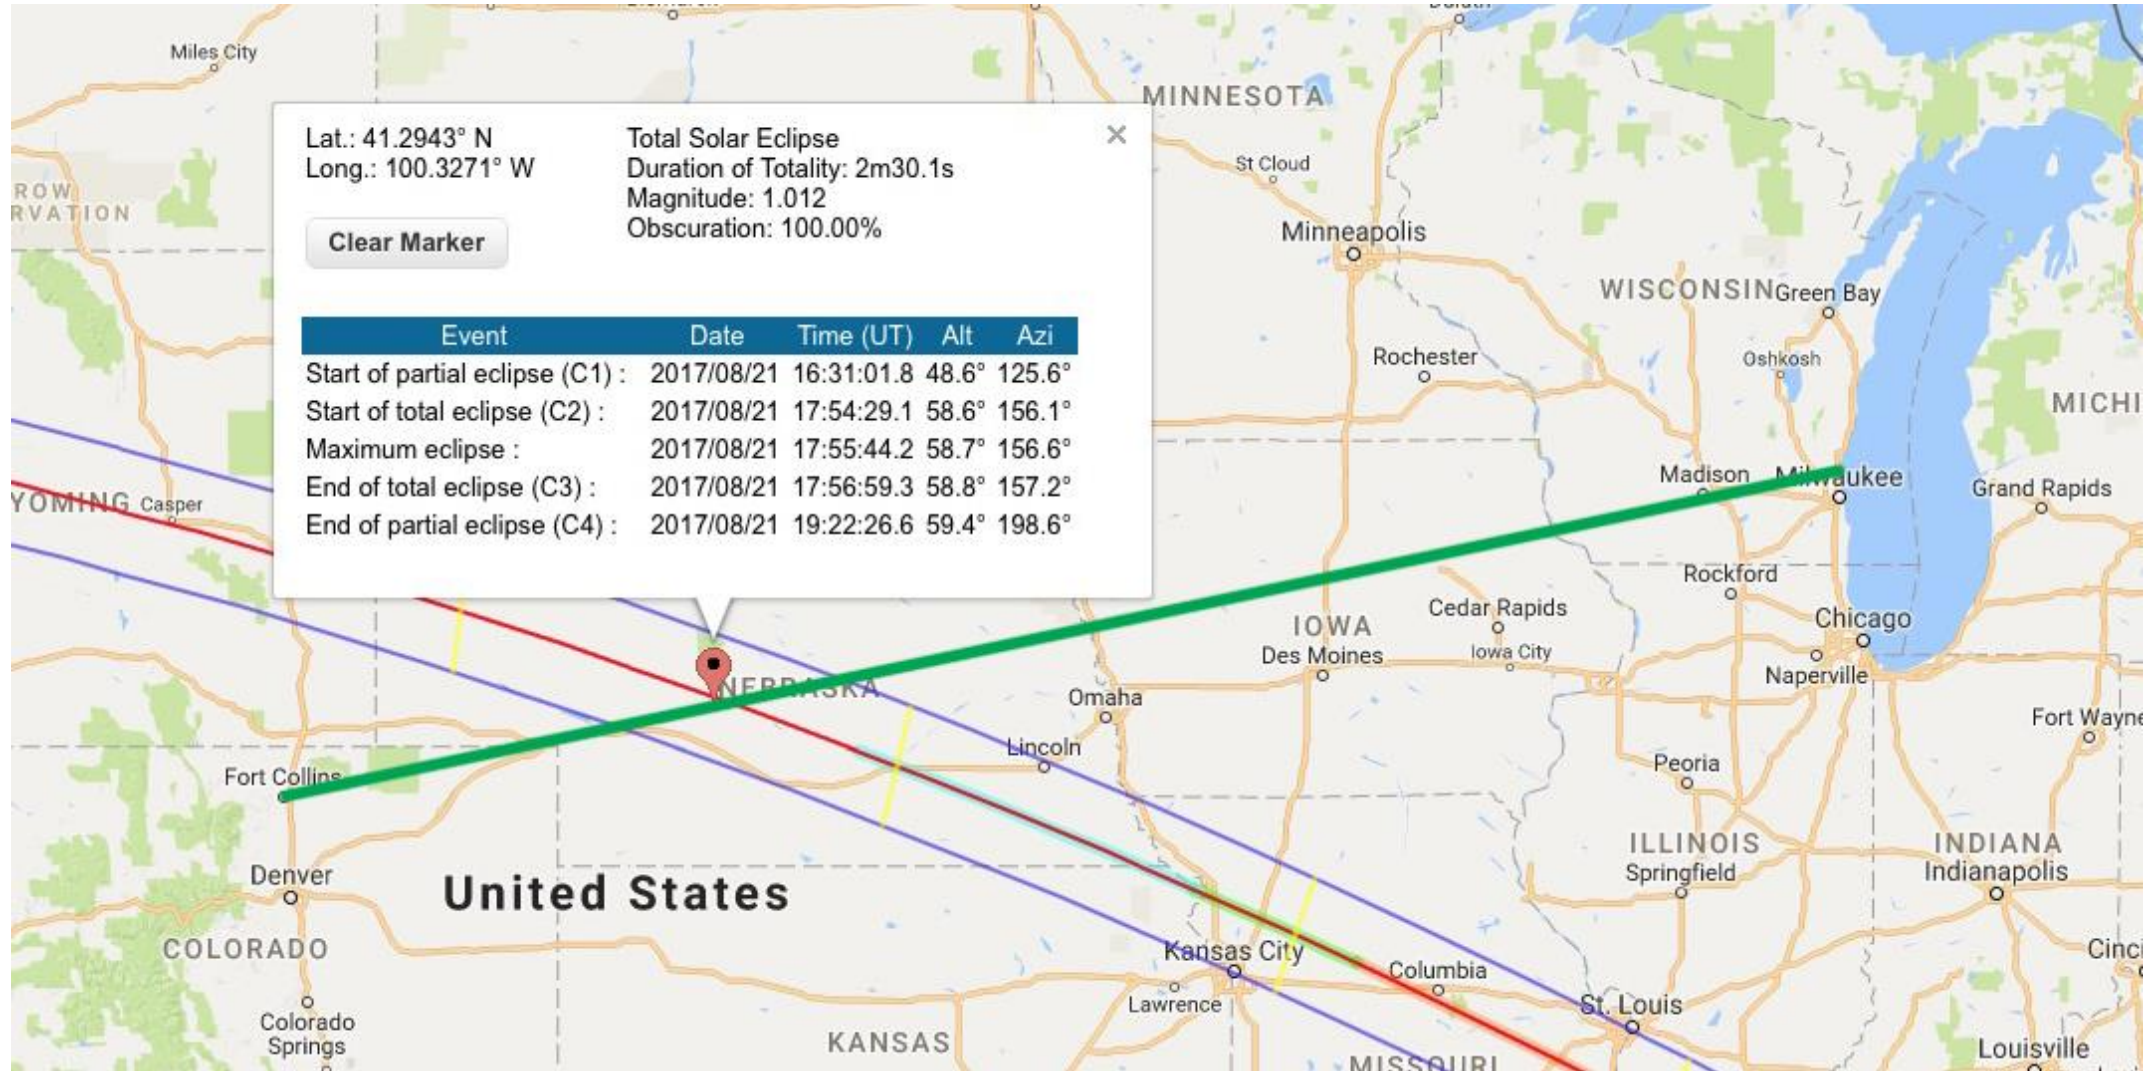 Miles City
MINNESOTA
Lat.: 41.2943° N
Long.: 100.3271° W
Total Solar Eclipse
Duration of Totality: 2m30.1s
Magnitude: 1.012
Obscuration: 100.00%
×
Clear Marker
St Cloud
ROW
RVATION
Minneapolis
WISCONSIN
Green Bay
Event Date Time (UT) Alt Azi
Start of partial eclipse (C1) : 2017/08/21 16:31:01.8 48.6° 125.6°
Start of total eclipse (C2) : 2017/08/21 17:54:29.1 58.6° 156.1°
Maximum eclipse : 2017/08/21 17:55:44.2 58.7° 156.6°
End of total eclipse (C3) : 2017/08/21 17:56:59.3 58.8° 157.2°
End of partial eclipse (C4) : 2017/08/21 19:22:26.6 59.4° 198.6°
Rochester
Oshkosh
MICHI
Madison
Milwaukee
Grand Rapids
YOMING
Casper
Rockford
Cedar Rapids
Chicago
IOWA
Des Moines
Iowa City
Naperville
NEBRASKA
Omaha
Fort Wayne
Lincoln
Fort Collins
Peoria
ILLINOIS
INDIANA
Denver
United States
Springfield
Indianapolis
COLORADO
Kansas City
Columbia
Cinci
Lawrence
St. Louis
Colorado
Springs
KANSAS
Louisville
MISSOURI